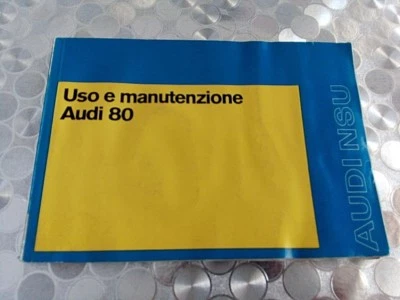 Uso e manutenzione
Audi 80
AUDI NSU